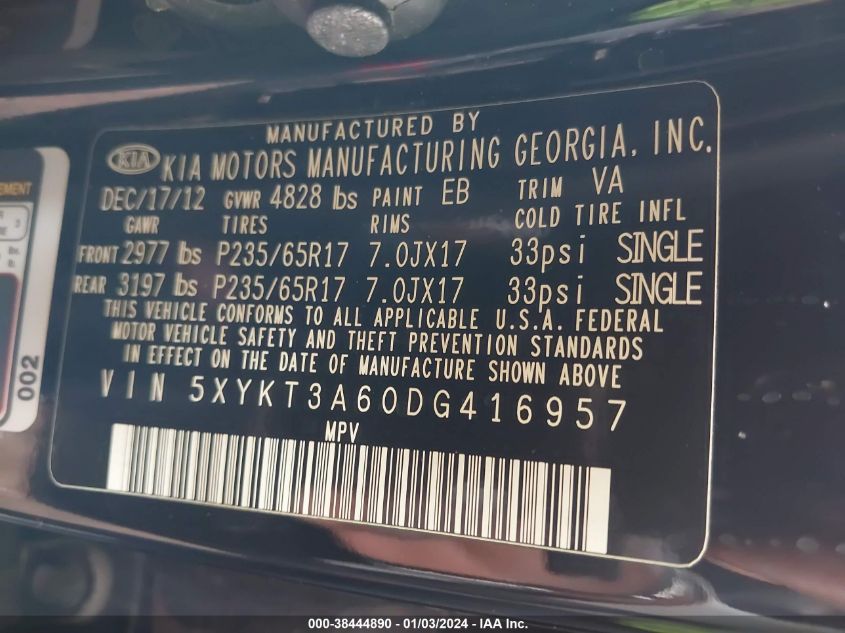 MANUFACTURED BY
KIA KIA MOTORS MANUFACTURING GEORGIA, INC.
DEC/17/12 GVWR 4828 lbs PAINT EB TRIM VA
GAWR TIRES RIMS COLD TIRE INFL
FRONT 2977 lbs P235/65R17 7.0JX17 33psi SINGLE
REAR 3197 lbs P235/65R17 7.0JX17 33psi SINGLE
THIS VEHICLE CONFORMS TO ALL APPLICABLE U.S.A. FEDERAL
MOTOR VEHICLE SAFETY AND THEFT PREVENTION STANDARDS
IN EFFECT ON THE DATE OF MANUFACTURE SHOWN ABOVE
VIN 5XYKT3A60DG416957
MPV
002
000-38444890 - 01/03/2024 - IAA Inc.